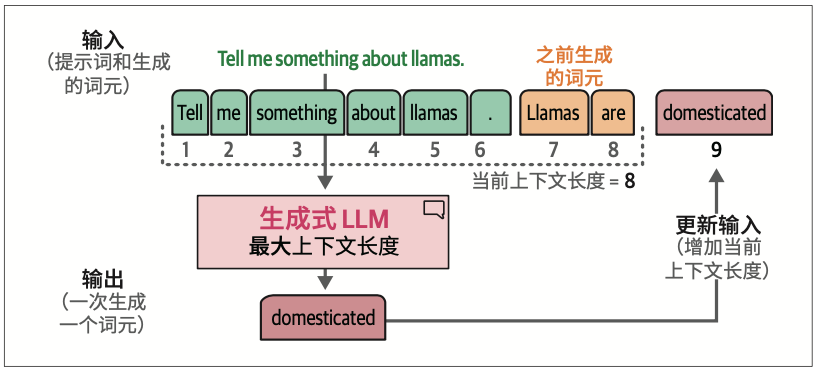 输入
（提示词和生成
的词元）
Tell me something about llamas.
之前生成
的词元
Tell me something about llamas . Llamas are domesticated
1 2 3 4 5 6 7 8 9
当前上下文长度 = 8
生成式 LLM
最大上下文长度
更新输入
（增加当前
上下文长度）
输出
（一次生成
一个词元）
domesticated